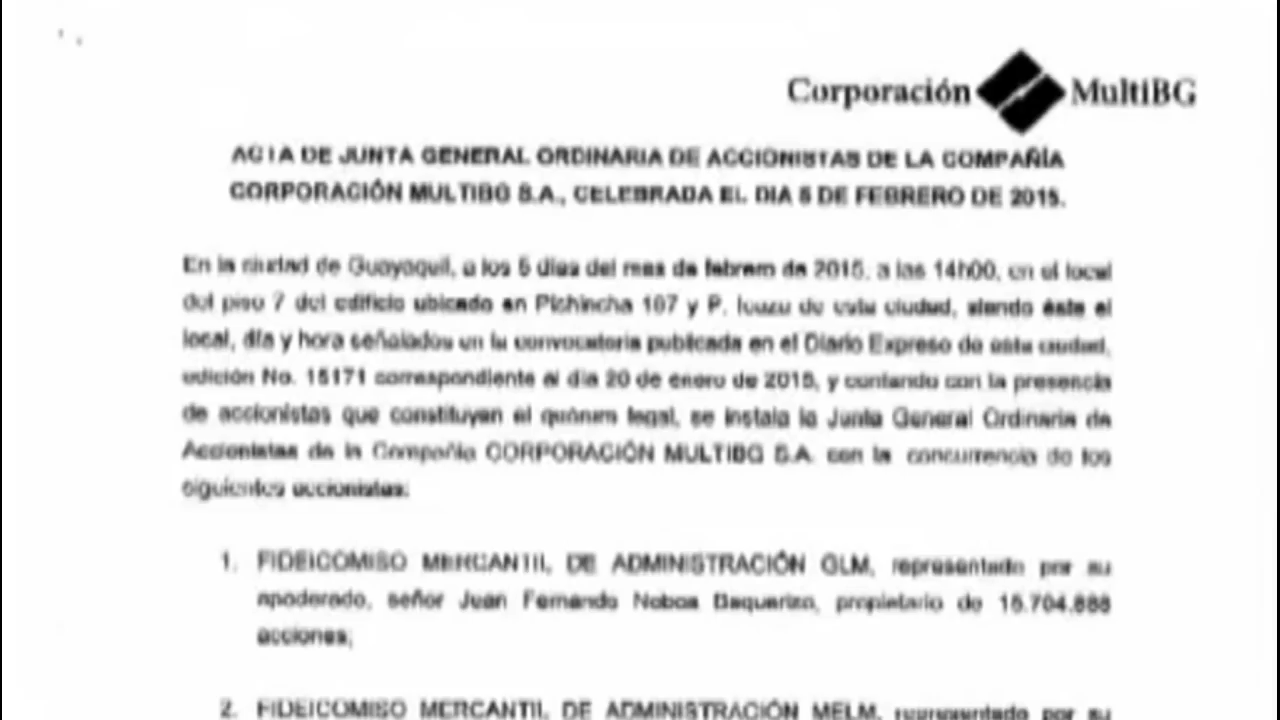 Corporación MultiBG
ACTA DE JUNTA GENERAL ORDINARIA DE ACCIONISTAS DE LA COMPAÑÍA
CORPORACIÓN MULTIBG S.A., CELEBRADA EL DIA 5 DE FEBRERO DE 2015.
En la ciudad de Guayaquil, a los 5 días del mes de febrero de 2015, a las 14h00, en el local
del piso 7 del edificio ubicado en Pichincha 107 y P. Icaza de esta ciudad, siendo éste el
local, día y hora señalados en la convocatoria publicada en el Diario Expreso de esta ciudad,
edición No. 15171 correspondiente al día 20 de enero de 2015, y contando con la presencia
de accionistas que constituyen el quórum legal, se instala la Junta General Ordinaria de
Accionistas de la Compañía CORPORACIÓN MULTIBG S.A. con la concurrencia de los
siguientes accionistas:
1. FIDEICOMISO MERCANTIL DE ADMINISTRACIÓN GLM, representado por su
apoderado, señor Juan Fernando Noboa Baquerizo, propietario de
acciones;
2. FIDEICOMISO MERCANTIL DE ADMINISTRACIÓN MELM, representado por su